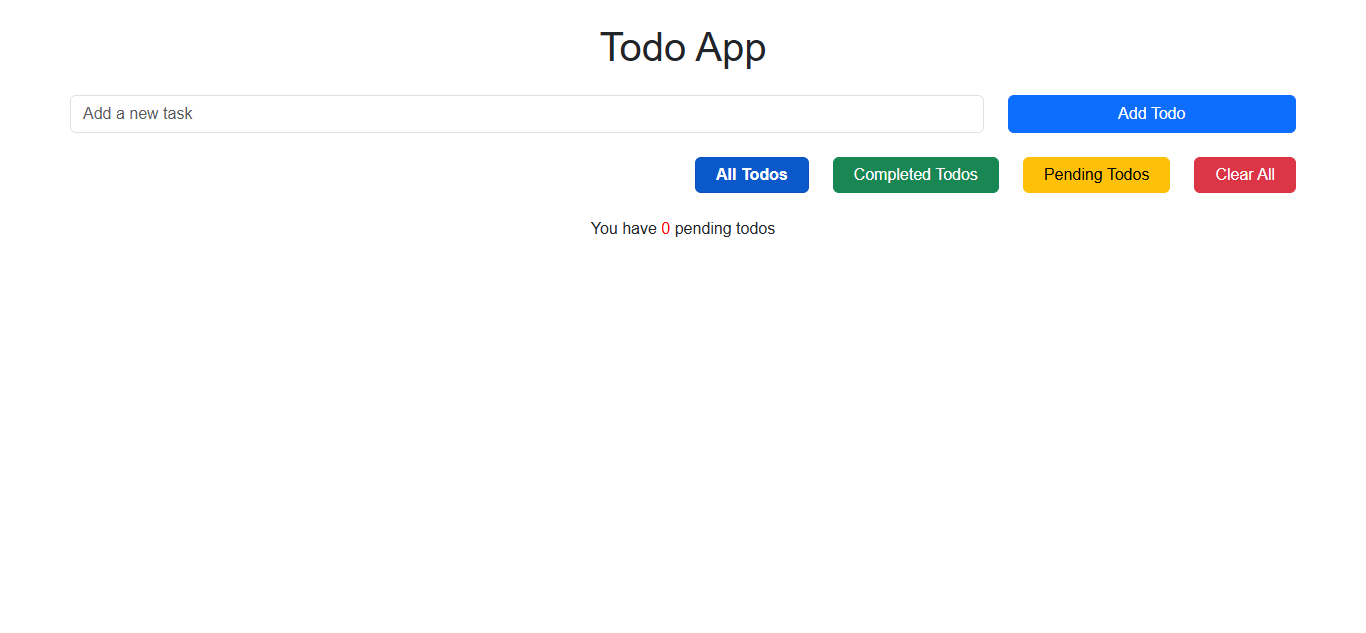 Todo App
Add a new task
Add Todo
All Todos
Completed Todos
Pending Todos
Clear All
You have 0 pending todos